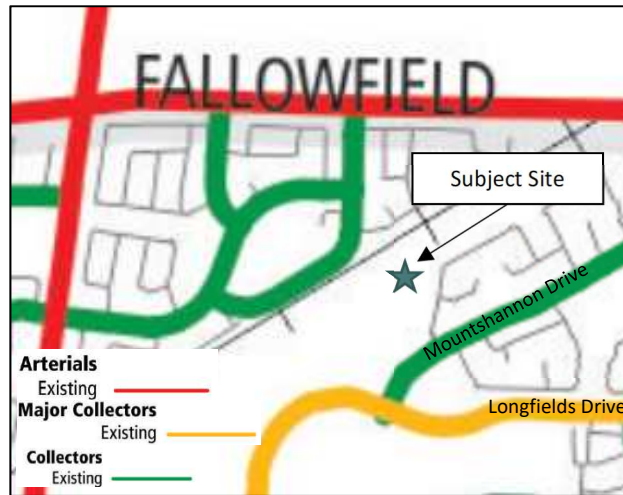 FALLOWFIELD
Subject Site
Mountshannon Drive
Longfields Drive
Arterials
Existing
Major Collectors
Existing
Collectors
Existing